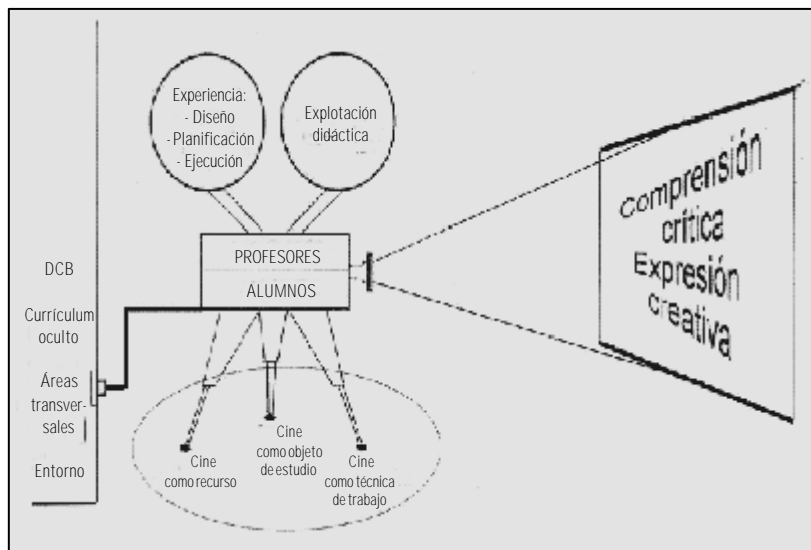 Experiencia:
- Diseño
- Planificación
- Ejecución
Explotación
didáctica
PROFESORES
ALUMNOS
Comprensión
crítica
Expresión
creativa
DCB
Currículum
oculto
Áreas
transver-
sales
Entorno
Cine
como recurso
Cine
como objeto
de estudio
Cine
como técnica
de trabajo